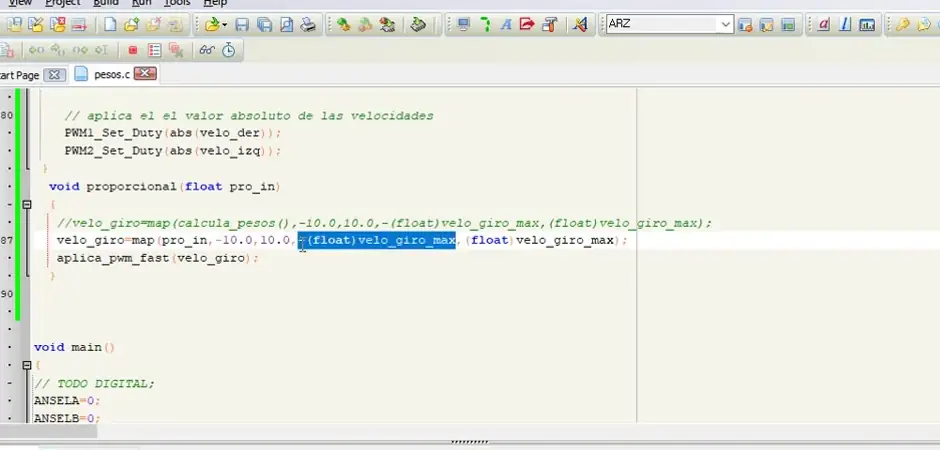 View Project Build Run Tools Help
ARZ
tart Page pesos.c
80 // aplica el el valor absoluto de las velocidades
PWM1_Set_Duty(abs(velo_der));
PWM2_Set_Duty(abs(velo_izq));
}
void proporcional(float pro_in)
{
//velo_giro=map(calcula_pesos(),-10.0,10.0,-(float)velo_giro_max,(float)velo_giro_max);
87 velo_giro=map(pro_in,-10.0,10.0,-(float)velo_giro_max,(float)velo_giro_max);
aplica_pwm_fast(velo_giro);
}
90
void main()
{
// TODO DIGITAL;
ANSELA=0;
ANSELB=0;